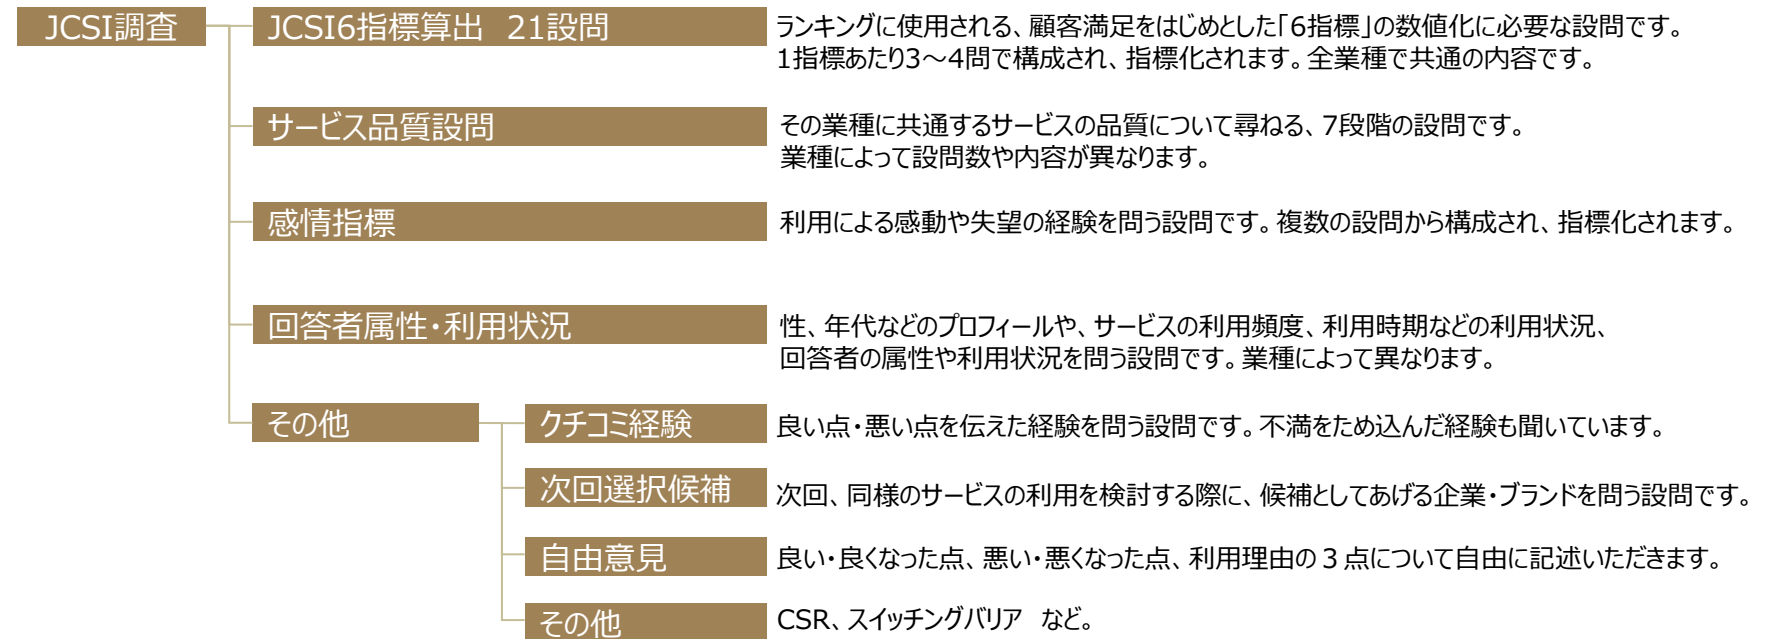 JCSI調査
JCSI6指標算出　21設問
ランキングに使用される、顧客満足をはじめとした「6指標」の数値化に必要な設問です。
1指標あたり3～4問で構成され、指標化されます。全業種で共通の内容です。
サービス品質設問
その業種に共通するサービスの品質について尋ねる、7段階の設問です。
業種によって設問数や内容が異なります。
感情指標
利用による感動や失望の経験を問う設問です。複数の設問から構成され、指標化されます。
回答者属性・利用状況
性、年代などのプロフィールや、サービスの利用頻度、利用時期などの利用状況、
回答者の属性や利用状況を問う設問です。業種によって異なります。
その他
クチコミ経験
良い点・悪い点を伝えた経験を問う設問です。不満をため込んだ経験も聞いています。
次回選択候補
次回、同様のサービスの利用を検討する際に、候補としてあげる企業・ブランドを問う設問です。
自由意見
良い・良くなった点、悪い・悪くなった点、利用理由の３点について自由に記述いただきます。
その他
CSR、スイッチングバリア　など。